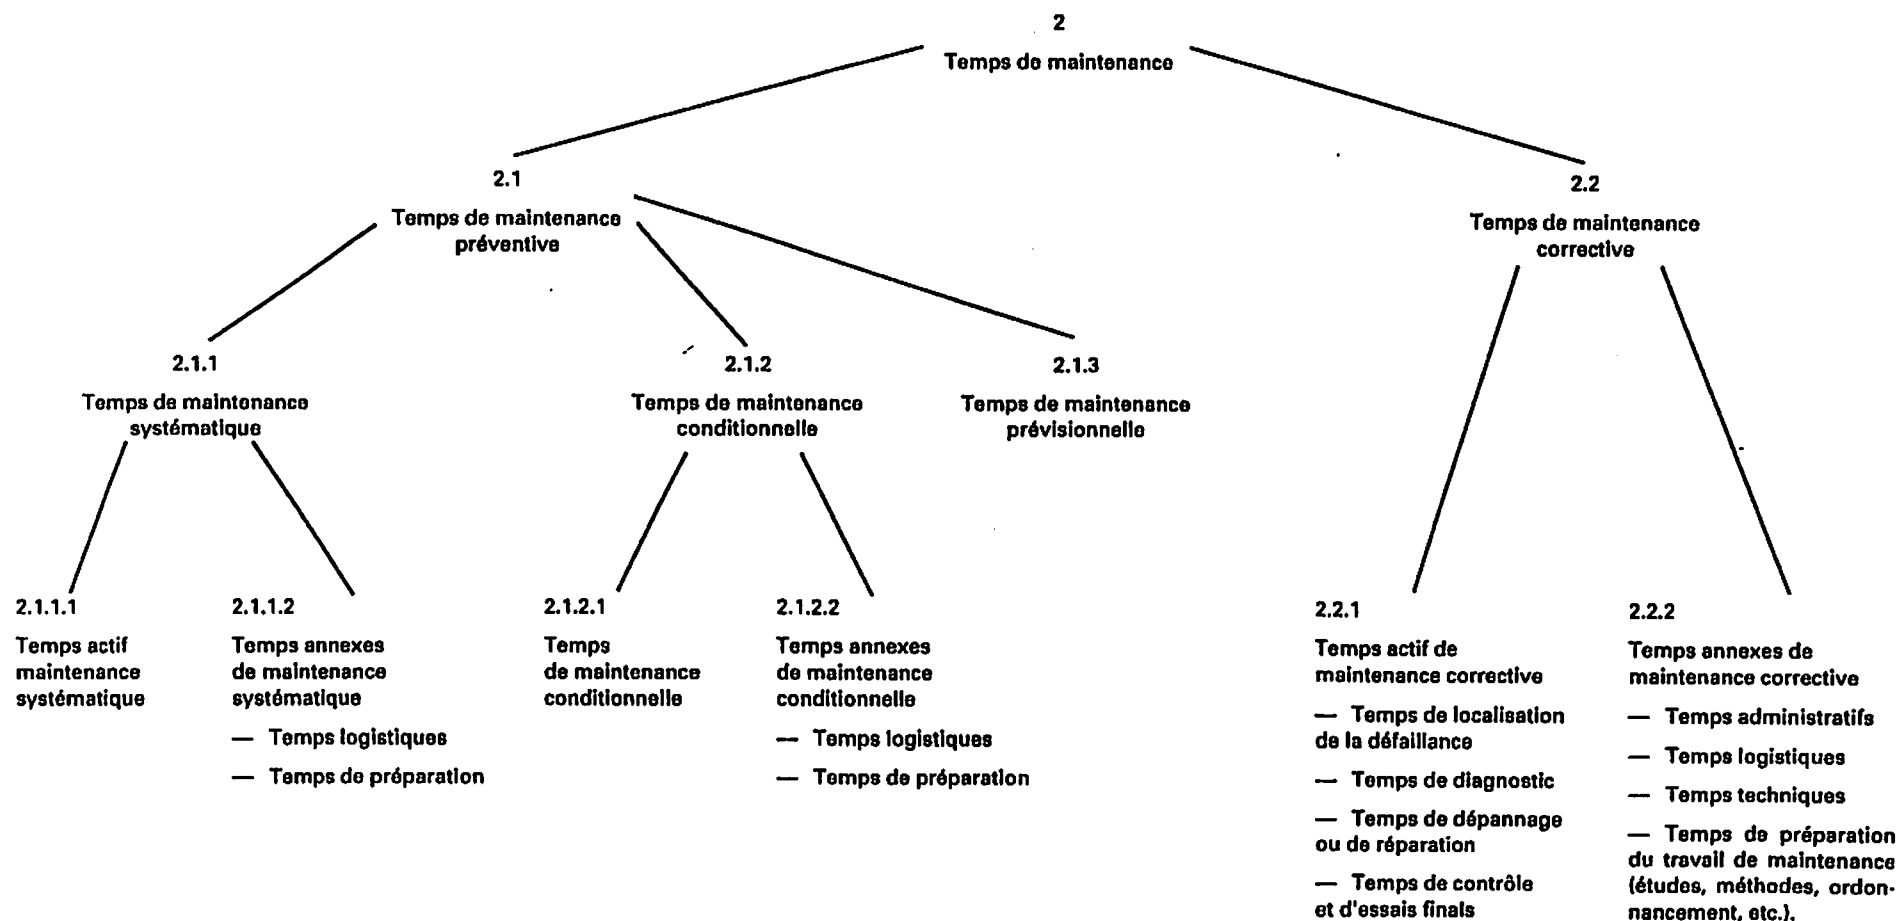 2
Temps de maintenance
2.1
Temps de maintenance
préventive
2.2
Temps de maintenance
corrective
2.1.1
Temps de maintenance
systématique
2.1.2
Temps de maintenance
conditionnelle
2.1.3
Temps de maintenance
prévisionnelle
2.1.1.1
Temps actif
maintenance
systématique
2.1.1.2
Temps annexes
de maintenance
systématique
— Temps logistiques
— Temps de préparation
2.1.2.1
Temps
de maintenance
conditionnelle
2.1.2.2
Temps annexes
de maintenance
conditionnelle
— Temps logistiques
— Temps de préparation
2.2.1
Temps actif de
maintenance corrective
— Temps de localisation
de la défaillance
— Temps de diagnostic
— Temps de dépannage
ou de réparation
— Temps de contrôle
et d'essais finals
2.2.2
Temps annexes de
maintenance corrective
— Temps administratifs
— Temps logistiques
— Temps techniques
— Temps de préparation
du travail de maintenance
(études, méthodes, ordon-
nancement, etc.).